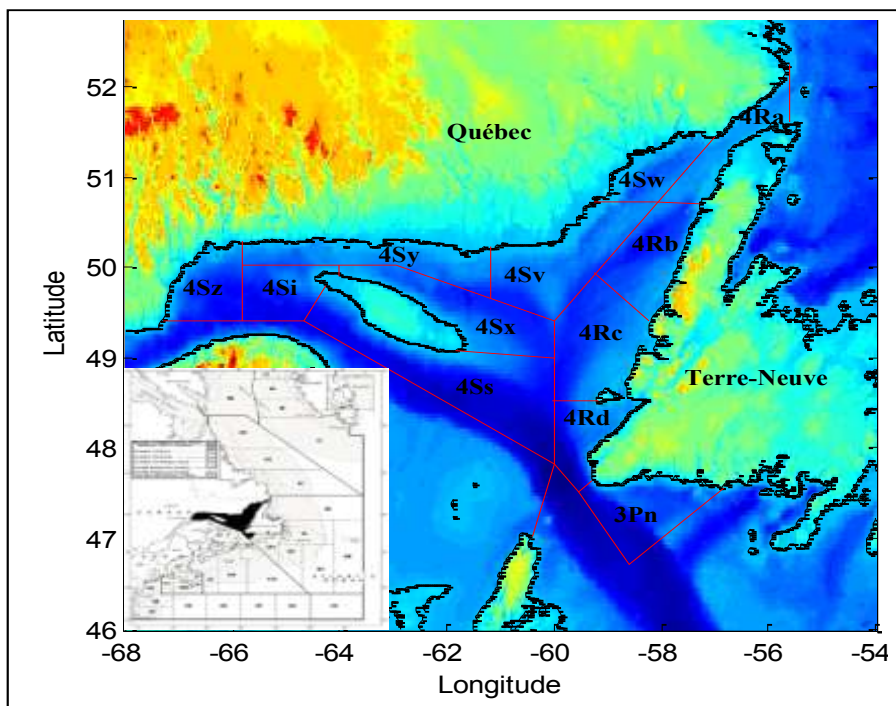 52
51
50
49
48
47
46
Latitude
-68
-66
-64
-62
-60
-58
-56
-54
Longitude
Québec
4Ra
4Sw
4Rb
4Sy
4Sv
4Sz
4Si
4Sx
4Rc
4Ss
Terre-Neuve
4Rd
3Pn